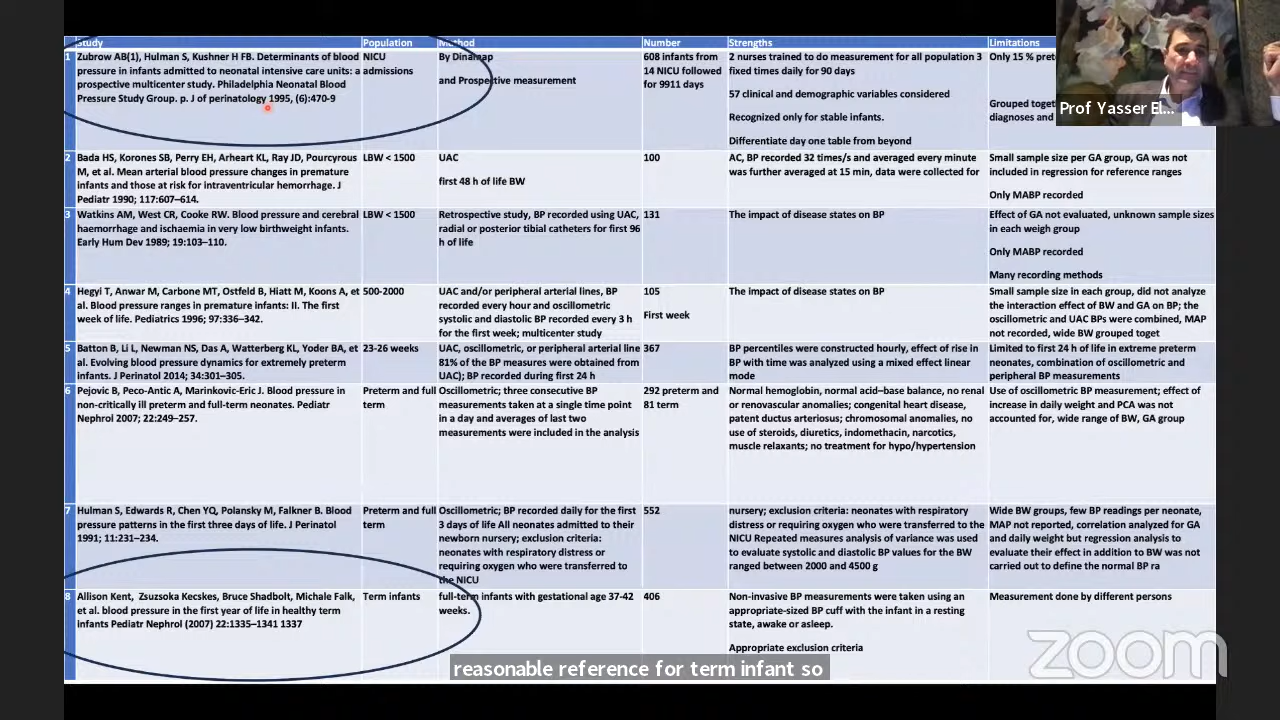 Study Population Method Number Strengths Limitations
1 Zubrow AB(1), Hulman S, Kushner H FB. Determinants of blood
pressure in infants admitted to neonatal intensive care units: a
prospective multicenter study. Philadelphia Neonatal Blood
Pressure Study Group. p. J of perinatology 1995, (6):470-9
NICU
admissions
By Dinamap
and Prospective measurement
608 infants from
14 NICU followed
for 9911 days
2 nurses trained to do measurement for all population 3
fixed times daily for 90 days
57 clinical and demographic variables considered
Recognized only for stable infants.
Differentiate day one table from beyond
Only 15 % pret
Grouped toget
diagnoses and
2 Bada HS, Korones SB, Perry EH, Arheart KL, Ray JD, Pourcyrous
M, et al. Mean arterial blood pressure changes in premature
infants and those at risk for intraventricular hemorrhage. J
Pediatr 1990; 117:607–614.
LBW < 1500
UAC
first 48 h of life BW
100
AC, BP recorded 32 times/s and averaged every minute
was further averaged at 15 min, data were collected for
Small sample size per GA group, GA was not
included in regression for reference ranges
Only MABP recorded
3 Watkins AM, West CR, Cooke RW. Blood pressure and cerebral
haemorrhage and ischaemia in very low birthweight infants.
Early Hum Dev 1989; 19:103–110.
LBW < 1500
Retrospective study, BP recorded using UAC,
radial or posterior tibial catheters for first 96
h of life
131
The impact of disease states on BP
Effect of GA not evaluated, unknown sample sizes
in each weigh group
Only MABP recorded
Many recording methods
4 Hegyi T, Anwar M, Carbone MT, Ostfeld B, Hiatt M, Koons A, et
al. Blood pressure ranges in premature infants: II. The first
week of life. Pediatrics 1996; 97:336–342.
500-2000
UAC and/or peripheral arterial lines, BP
recorded every hour and oscillometric
systolic and diastolic BP recorded every 3 h
for the first week; multicenter study
105
First week
The impact of disease states on BP
Small sample size in each group, did not analyze
the interaction effect of BW and GA on BP; the
oscillometric and UAC BPs were combined, MAP
not recorded, wide BW grouped toget
5 Batton B, Li L, Newman NS, Das A, Watterberg KL, Yoder BA, et
al. Evolving blood pressure dynamics for extremely preterm
infants. J Perinatol 2014; 34:301–305.
23-26 weeks
UAC, oscillometric, or peripheral arterial line
81% of the BP measures were obtained from
UAC); BP recorded during first 24 h
367
BP percentiles were constructed hourly, effect of rise in
BP with time was analyzed using a mixed effect linear
mode
Limited to first 24 h of life in extreme preterm
neonates, combination of oscillometric and
peripheral BP measurements
6 Pejovic B, Peco-Antic A, Marinkovic-Eric J. Blood pressure in
non-critically ill preterm and full-term neonates. Pediatr
Nephrol 2007; 22:249–257.
Preterm and full
term
Oscillometric; three consecutive BP
measurements taken at a single time point
in a day and averages of last two
measurements were included in the analysis
292 preterm and
81 term
Normal hemoglobin, normal acid–base balance, no renal
or renovascular anomalies; congenital heart disease,
patent ductus arteriosus; chromosomal anomalies, no
use of steroids, diuretics, indomethacin, narcotics,
muscle relaxants; no treatment for hypo/hypertension
Use of oscillometric BP measurement; effect of
increase in daily weight and PCA was not
accounted for, wide range of BW, GA group
7 Hulman S, Edwards R, Chen YQ, Polansky M, Falkner B. Blood
pressure patterns in the first three days of life. J Perinatol
1991; 11:231–234.
Preterm and full
term
Oscillometric; BP recorded daily for the first
3 days of life All neonates admitted to their
newborn nursery; exclusion criteria:
neonates with respiratory distress or
requiring oxygen who were transferred to
the NICU
552
nursery; exclusion criteria: neonates with respiratory
distress or requiring oxygen who were transferred to the
NICU Repeated measures analysis of variance was used
to evaluate systolic and diastolic BP values for the BW
ranged between 2000 and 4500 g
Wide BW groups, few BP readings per neonate,
MAP not reported, correlation analyzed for GA
and daily weight but regression analysis to
evaluate their effect in addition to BW was not
carried out to define the normal BP ra
8 Allison Kent, Zsuzsoka Kecskes, Bruce Shadbolt, Michale Falk,
et al. blood pressure in the first year of life in healthy term
infants Pediatr Nephrol (2007) 22:1335–1341 1337
Term infants
full-term infants with gestational age 37-42
weeks.
406
Non-invasive BP measurements were taken using an
appropriate-sized BP cuff with the infant in a resting
state, awake or asleep.
Appropriate exclusion criteria
Measurement done by different persons
Prof Yasser El...
reasonable reference for term infant so
zoom